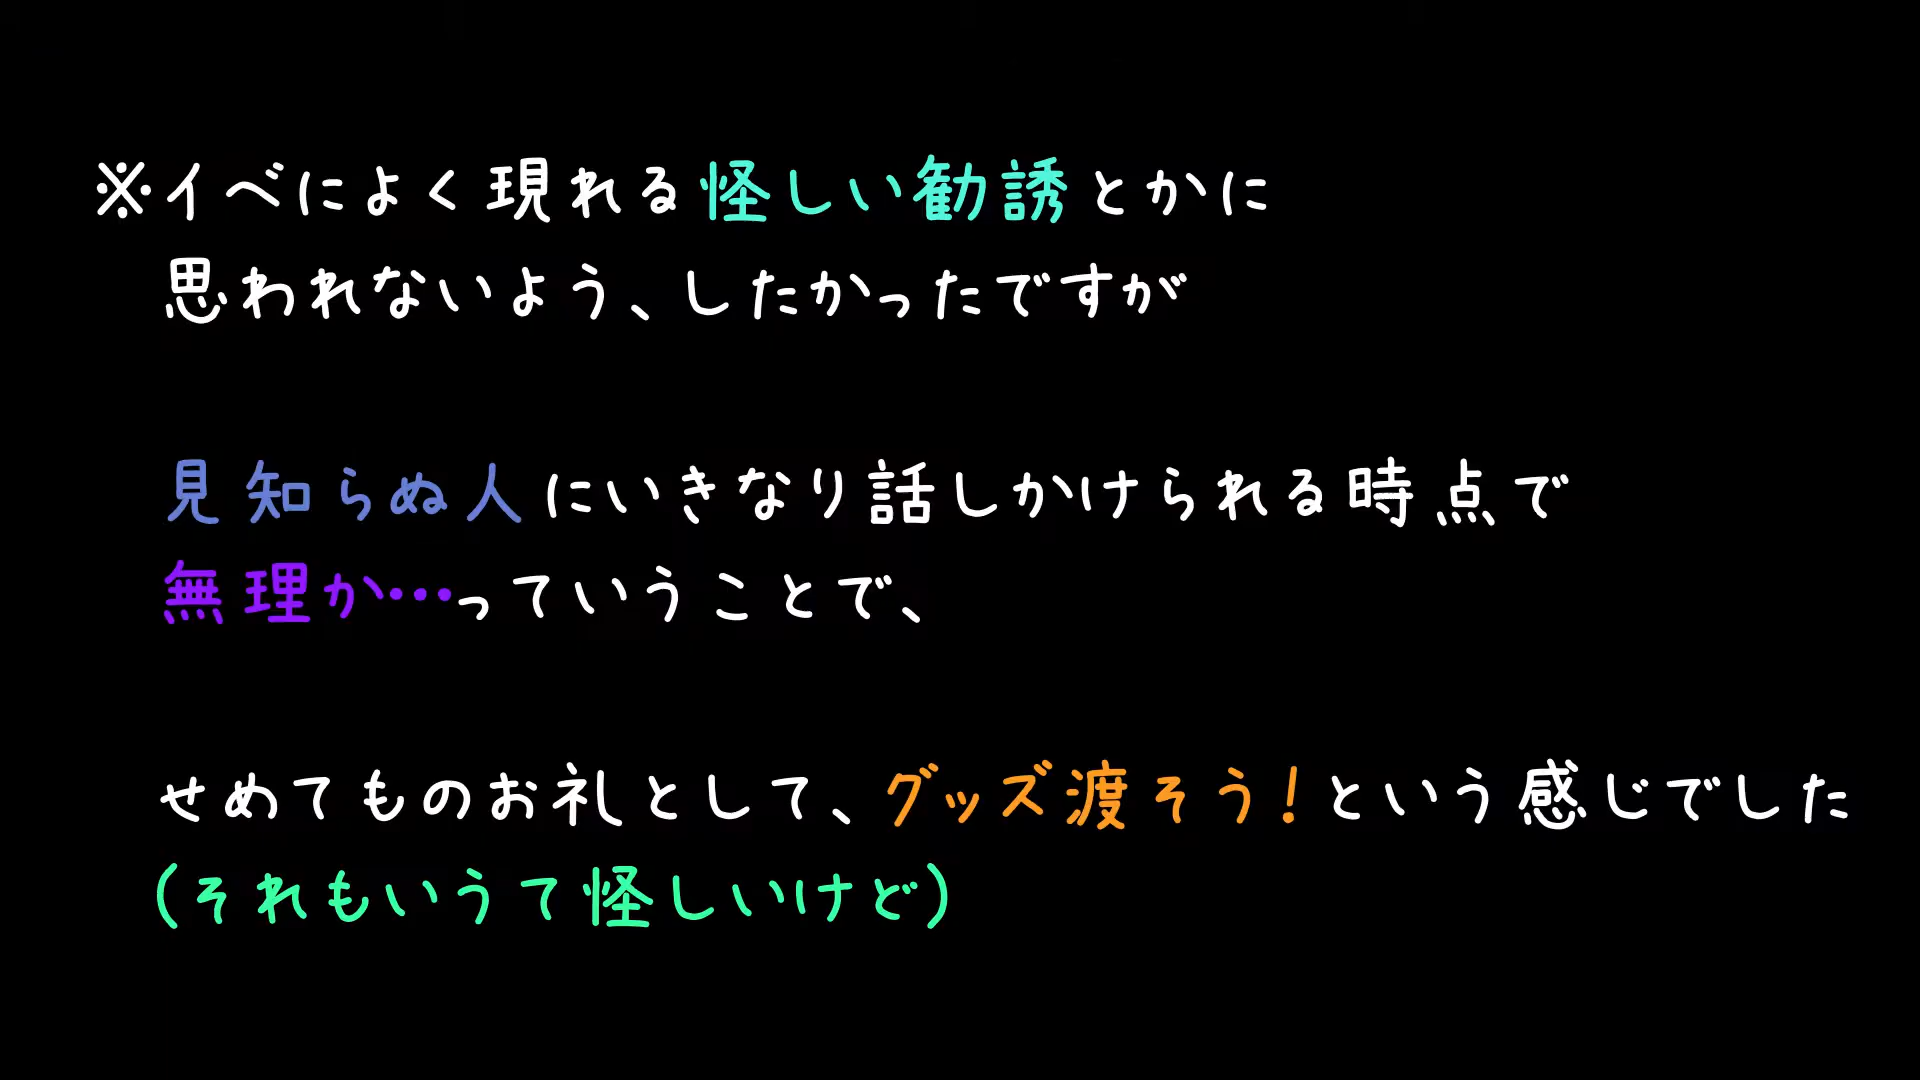 ※イベによく現れる怪しい勧誘とかに
思われないよう、したかったですが
見知らぬ人にいきなり話しかけられる時点で
無理か…っていうことで、
せめてものお礼として、グッズ渡そう!という感じでした
(それもいうて怪しいけど)